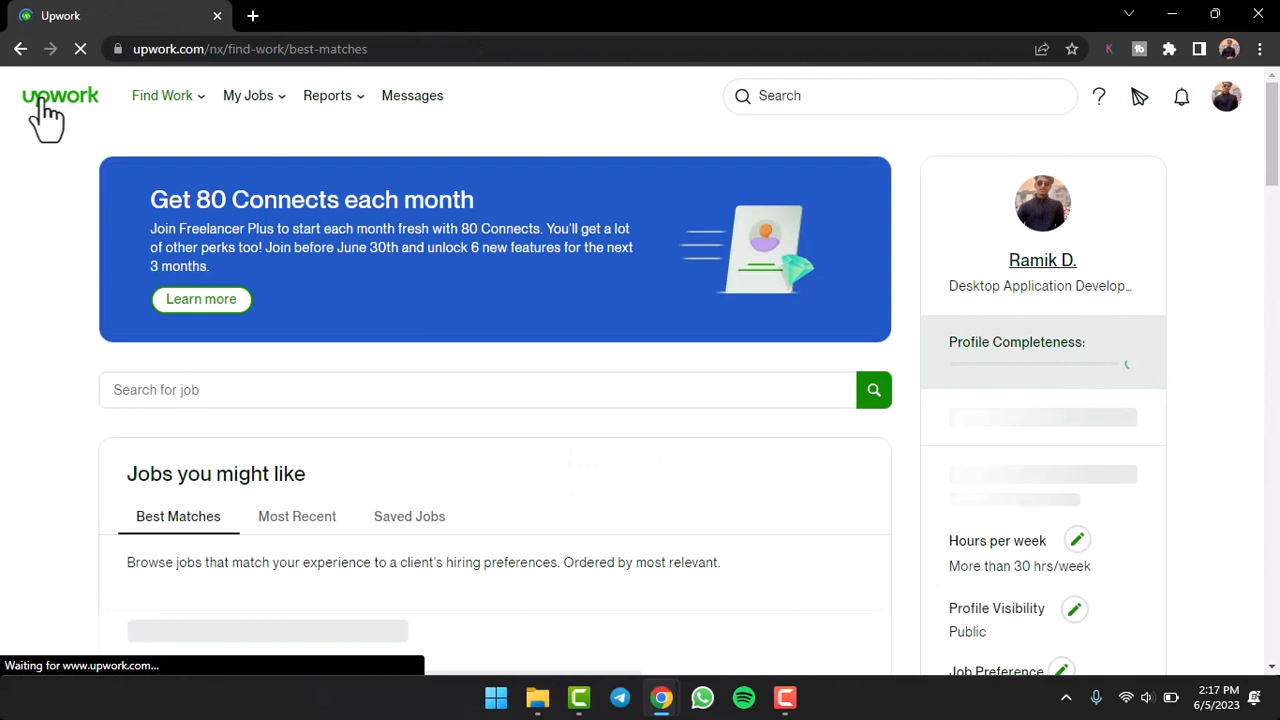 Upwork
upwork.com/nx/find-work/best-matches
upwork
Find Work
My Jobs
Reports
Messages
Search
Get 80 Connects each month
Join Freelancer Plus to start each month fresh with 80 Connects. You'll get a lot
of other perks too! Join before June 30th and unlock 6 new features for the next
3 months.
Learn more
Search for job
Jobs you might like
Best Matches
Most Recent
Saved Jobs
Browse jobs that match your experience to a client's hiring preferences. Ordered by most relevant.
Ramik D.
Desktop Application Develop...
Profile Completeness:
Hours per week
More than 30 hrs/week
Profile Visibility
Public
Job Preference
Waiting for www.upwork.com...
2:17 PM
6/5/2023